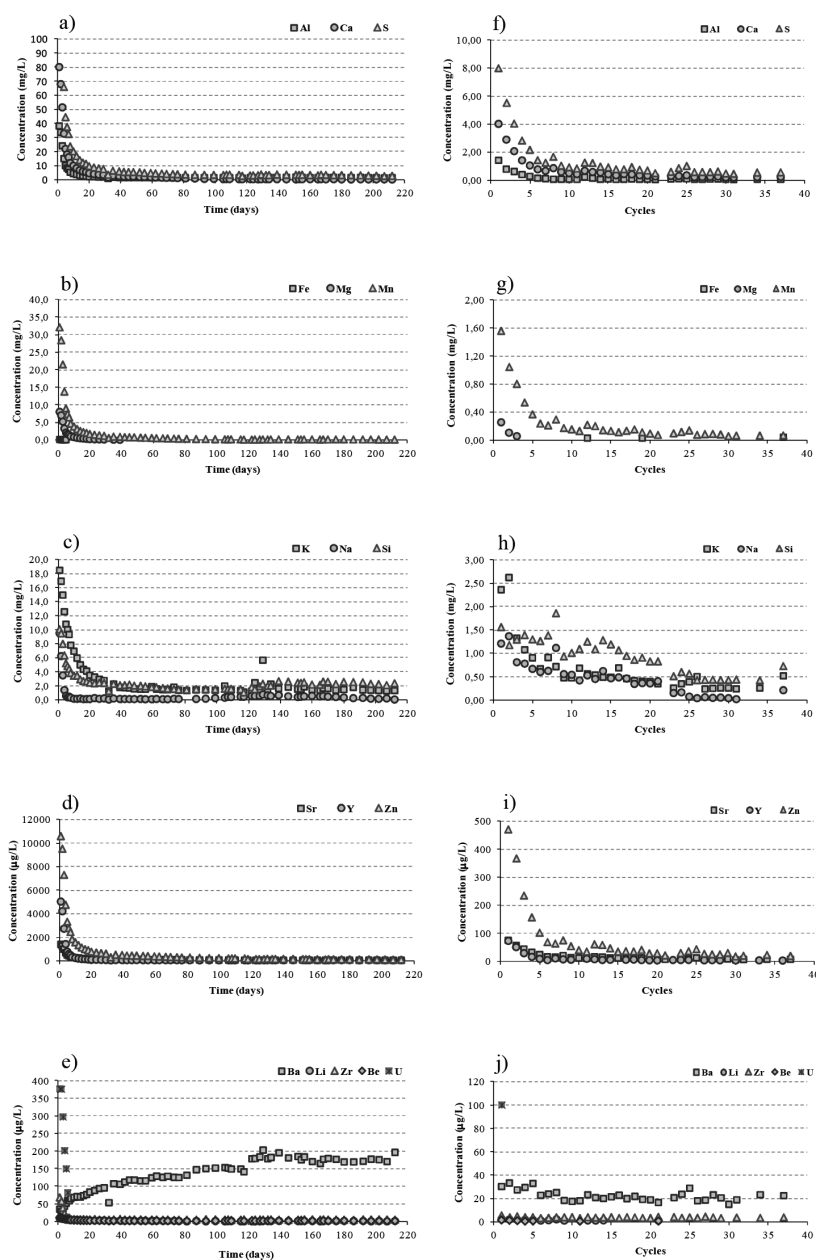 a)
Al Ca S
Concentration (mg/L)
100
90
80
70
60
50
40
30
20
10
0
0 20 40 60 80 100 120 140 160 180 200 220
Time (days)
f)
Al Ca S
Concentration (mg/L)
10,00
8,00
6,00
4,00
2,00
0,00
0 5 10 15 20 25 30 35 40
Cycles
b)
Fe Mg Mn
Concentration (mg/L)
40,0
35,0
30,0
25,0
20,0
15,0
10,0
5,0
0,0
0 20 40 60 80 100 120 140 160 180 200 220
Time (days)
g)
Fe Mg Mn
Concentration (mg/L)
2,00
1,60
1,20
0,80
0,40
0,00
0 5 10 15 20 25 30 35 40
Cycles
c)
K Na Si
Concentration (mg/L)
20,0
18,0
16,0
14,0
12,0
10,0
8,0
6,0
4,0
2,0
0,0
0 20 40 60 80 100 120 140 160 180 200 220
Time (days)
h)
K Na Si
Concentration (mg/L)
3,00
2,50
2,00
1,50
1,00
0,50
0,00
0 5 10 15 20 25 30 35 40
Cycles
d)
Sr Y Zn
Concentration (µg/L)
12000
10000
8000
6000
4000
2000
0
0 20 40 60 80 100 120 140 160 180 200 220
Time (days)
i)
Sr Y Zn
Concentration (µg/L)
500
400
300
200
100
0
0 5 10 15 20 25 30 35 40
Cycles
e)
Ba Li Zr Be U
Concentration (µg/L)
400
350
300
250
200
150
100
50
0
0 20 40 60 80 100 120 140 160 180 200 220
Time (days)
j)
Ba Li Zr Be U
Concentration (µg/L)
120
100
80
60
40
20
0
0 5 10 15 20 25 30 35 40
Cycles